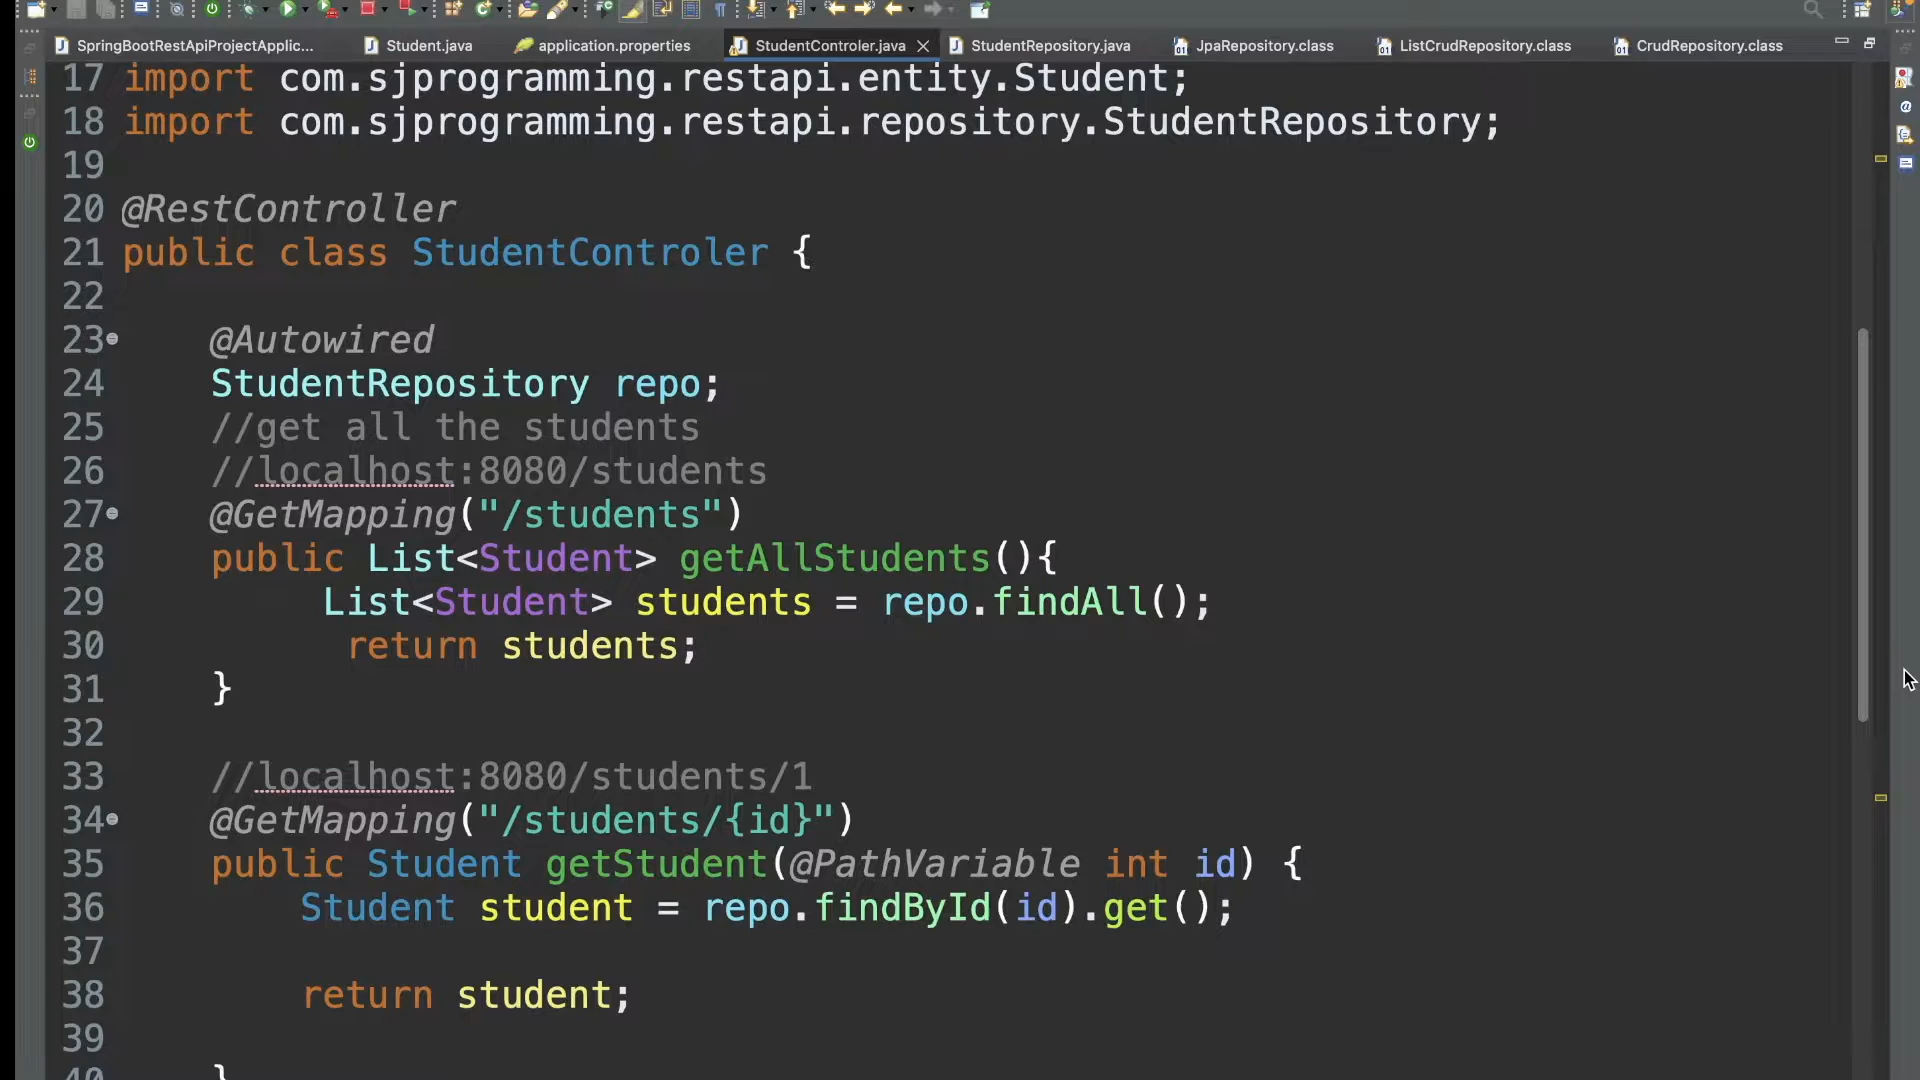 SpringBootRestApiProjectApplic... Student.java application.properties StudentControler.java StudentRepository.java JpaRepository.class ListCrudRepository.class CrudRepository.class
17 import com.sjprogramming.restapi.entity.Student;
18 import com.sjprogramming.restapi.repository.StudentRepository;
19
20 @RestController
21 public class StudentControler {
22
23 @Autowired
24 StudentRepository repo;
25 //get all the students
26 //localhost:8080/students
27 @GetMapping("/students")
28 public List<Student> getAllStudents(){
29 List<Student> students = repo.findAll();
30 return students;
31 }
32
33 //localhost:8080/students/1
34 @GetMapping("/students/{id}")
35 public Student getStudent(@PathVariable int id) {
36 Student student = repo.findById(id).get();
37
38 return student;
39
40 }